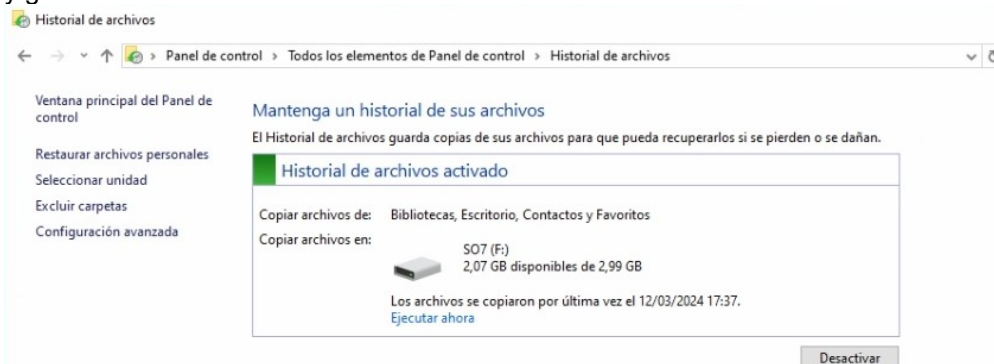 Historial de archivos
Panel de control > Todos los elementos de Panel de control > Historial de archivos
Ventana principal del Panel de
control
Restaurar archivos personales
Seleccionar unidad
Excluir carpetas
Configuración avanzada
Mantenga un historial de sus archivos
El Historial de archivos guarda copias de sus archivos para que pueda recuperarlos si se pierden o se dañan.
Historial de archivos activado
Copiar archivos de: Bibliotecas, Escritorio, Contactos y Favoritos
Copiar archivos en:
SO7 (F:)
2,07 GB disponibles de 2,99 GB
Los archivos se copiaron por última vez el 12/03/2024 17:37.
Ejecutar ahora
Desactivar